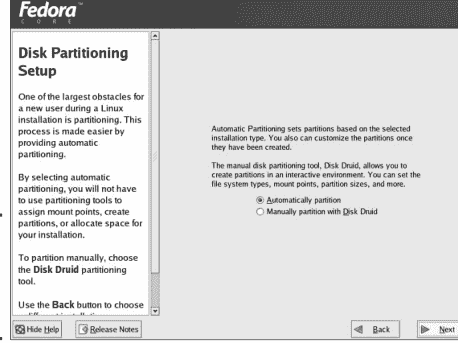 Fedora
CORE
Disk Partitioning
Setup
One of the largest obstacles for
a new user during a Linux
installation is partitioning. This
process is made easier by
providing automatic
partitioning.
By selecting automatic
partitioning, you will not have
to use partitioning tools to
assign mount points, create
partitions, or allocate space for
your installation.
To partition manually, choose
the Disk Druid partitioning
tool.
Use the Back button to choose
Automatic Partitioning sets partitions based on the selected
installation type. You also can customize the partitions once
they have been created.
The manual disk partitioning tool, Disk Druid, allows you to
create partitions in an interactive environment. You can set the
file system types, mount points, partition sizes, and more.
Automatically partition
Manually partition with Disk Druid
Hide Help
Release Notes
Back
Next